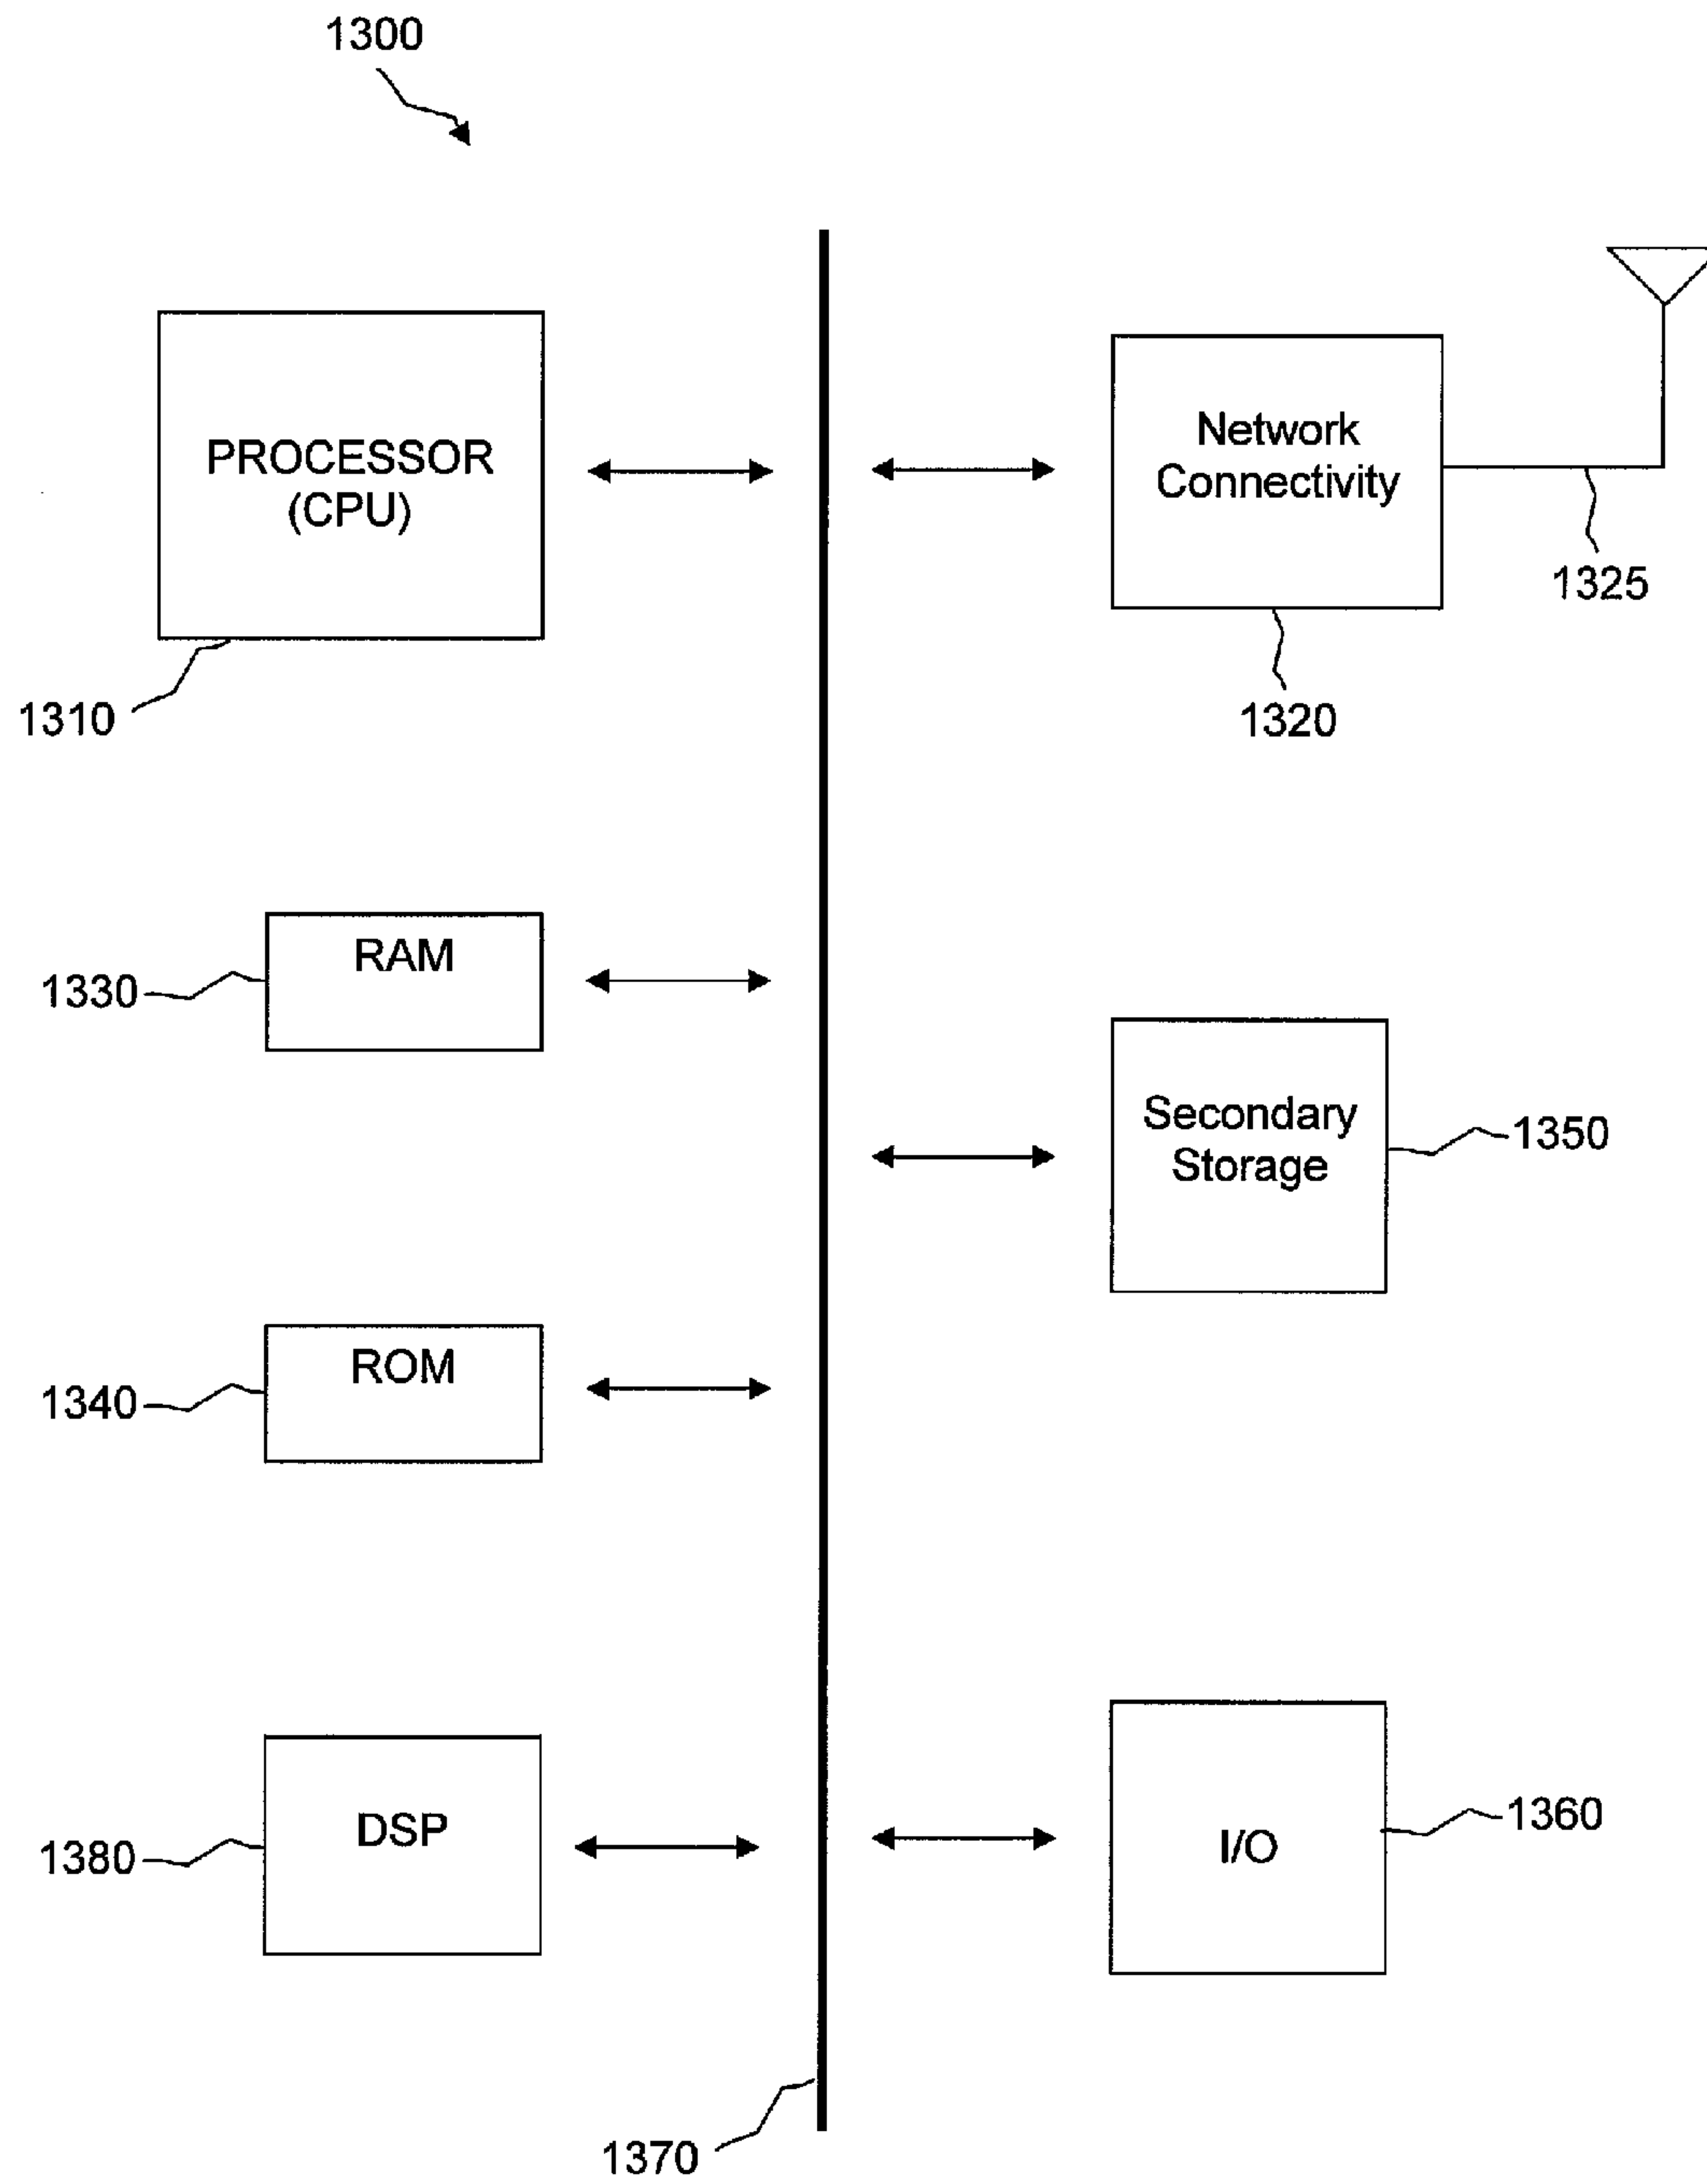 1300
PROCESSOR
(CPU)
1310
Network
Connectivity
1325
1320
RAM
1330
Secondary
Storage
1350
ROM
1340
DSP
1380
I/O
1360
1370